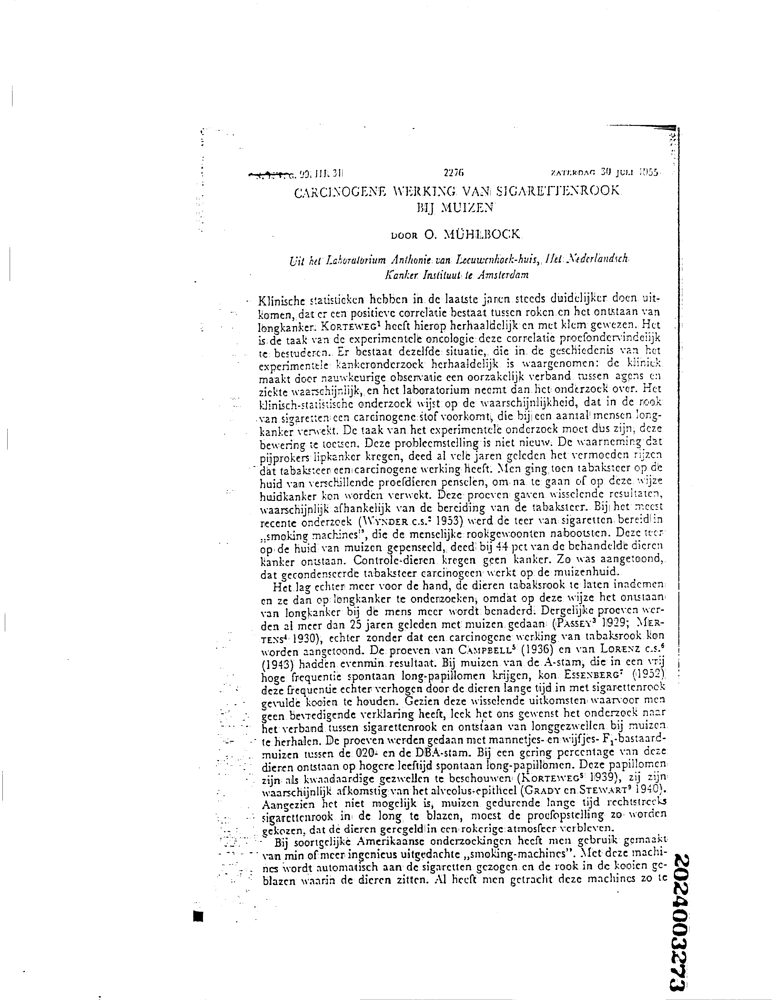 99. III. 31 2276 ZATERDAG 30 JULI 1955
CARCINOGENE WERKING VAN SIGARETTENROOK
BIJ MUIZEN
DOOR O. MÜHLBOCK
Uit het Laboratorium Anthonie van Leeuwenhoek-huis, Het Nederlandsch
Kanker Instituut te Amsterdam
Klinische statistieken hebben in de laatste jaren steeds duidelijker doen uit-
komen, dat er een positieve correlatie bestaat tussen roken en het ontstaan van
longkanker. KORTEWEG¹ heeft hierop herhaaldelijk en met klem gewezen. Het
is de taak van de experimentele oncologie deze correlatie proefondervindelijk
te bestuderen. Er bestaat dezelfde situatie, die in de geschiedenis van het
experimentele kankeronderzoek herhaaldelijk is waargenomen: de kliniek
maakt door nauwkeurige observatie een oorzakelijk verband tussen agens en
ziekte waarschijnlijk, en het laboratorium neemt dan het onderzoek over. Het
klinisch-statistische onderzoek wijst op de waarschijnlijkheid, dat in de rook
van sigaretten een carcinogene stof voorkomt, die bij een aantal mensen long-
kanker verwekt. De taak van het experimentele onderzoek moet dus zijn, deze
bewering te toetsen. Deze probleemstelling is niet nieuw. De waarneming dat
pijprokers lipkanker kregen, deed al vele jaren geleden het vermoeden rijzen
dat tabaksteer een carcinogene werking heeft. Men ging toen tabaksteer op de
huid van verschillende proefdieren penselen, om na te gaan of op deze wijze
huidkanker kon worden verwekt. Deze proeven gaven wisselende resultaten,
waarschijnlijk afhankelijk van de bereiding van de tabaksteer. Bij het meest
recente onderzoek (WYNDER c.s.² 1953) werd de teer van sigaretten bereid in
„smoking machines", die de menselijke rookgewoonten nabootsten. Deze teer
op de huid van muizen gepenseeld, deed bij 44 pct van de behandelde dieren
kanker ontstaan. Controle-dieren kregen geen kanker. Zo was aangetoond,
dat gecondenseerde tabaksteer carcinogeen werkt op de muizenhuid.
Het lag echter meer voor de hand, de dieren tabaksrook te laten inademen
en ze dan op longkanker te onderzoeken, omdat op deze wijze het ontstaan
van longkanker bij de mens meer wordt benaderd. Dergelijke proeven wer-
den al meer dan 25 jaren geleden met muizen gedaan (PASSEY³ 1929; MER-
TENS⁴ 1930), echter zonder dat een carcinogene werking van tabaksrook kon
worden aangetoond. De proeven van CAMPBELL⁵ (1936) en van LORENZ c.s.⁶
(1943) hadden evenmin resultaat. Bij muizen van de A-stam, die in een vrij
hoge frequentie spontaan long-papillomen krijgen, kon ESSENBERG⁷ (1952)
deze frequentie echter verhogen door de dieren lange tijd in met sigarettenrook
gevulde kooien te houden. Gezien deze wisselende uitkomsten waarvoor men
geen bevredigende verklaring heeft, leek het ons gewenst het onderzoek naar
het verband tussen sigarettenrook en ontstaan van longgezwellen bij muizen
te herhalen. De proeven werden gedaan met mannetjes- en wijfjes- F₁-bastaard-
muizen tussen de 020- en de DBA-stam. Bij een gering percentage van deze
dieren ontstaan op hogere leeftijd spontaan long-papillomen. Deze papillomen
zijn als kwaadaardige gezwellen te beschouwen (KORTEWEG⁸ 1939), zij zijn
waarschijnlijk afkomstig van het alveolus-epitheel (GRADY en STEWART⁹ 1940).
Aangezien het niet mogelijk is, muizen gedurende lange tijd rechtstreeks
sigarettenrook in de long te blazen, moest de proefopstelling zo worden
gekozen, dat de dieren geregeld in een rokerige atmosfeer verbleven.
Bij soortgelijke Amerikaanse onderzoekingen heeft men gebruik gemaakt
van min of meer ingenieus uitgedachte „smoking-machines". Met deze machi-
nes wordt automatisch aan de sigaretten gezogen en de rook in de kooien ge-
blazen waarin de dieren zitten. Al heeft men getracht deze machines zo te
2024003273